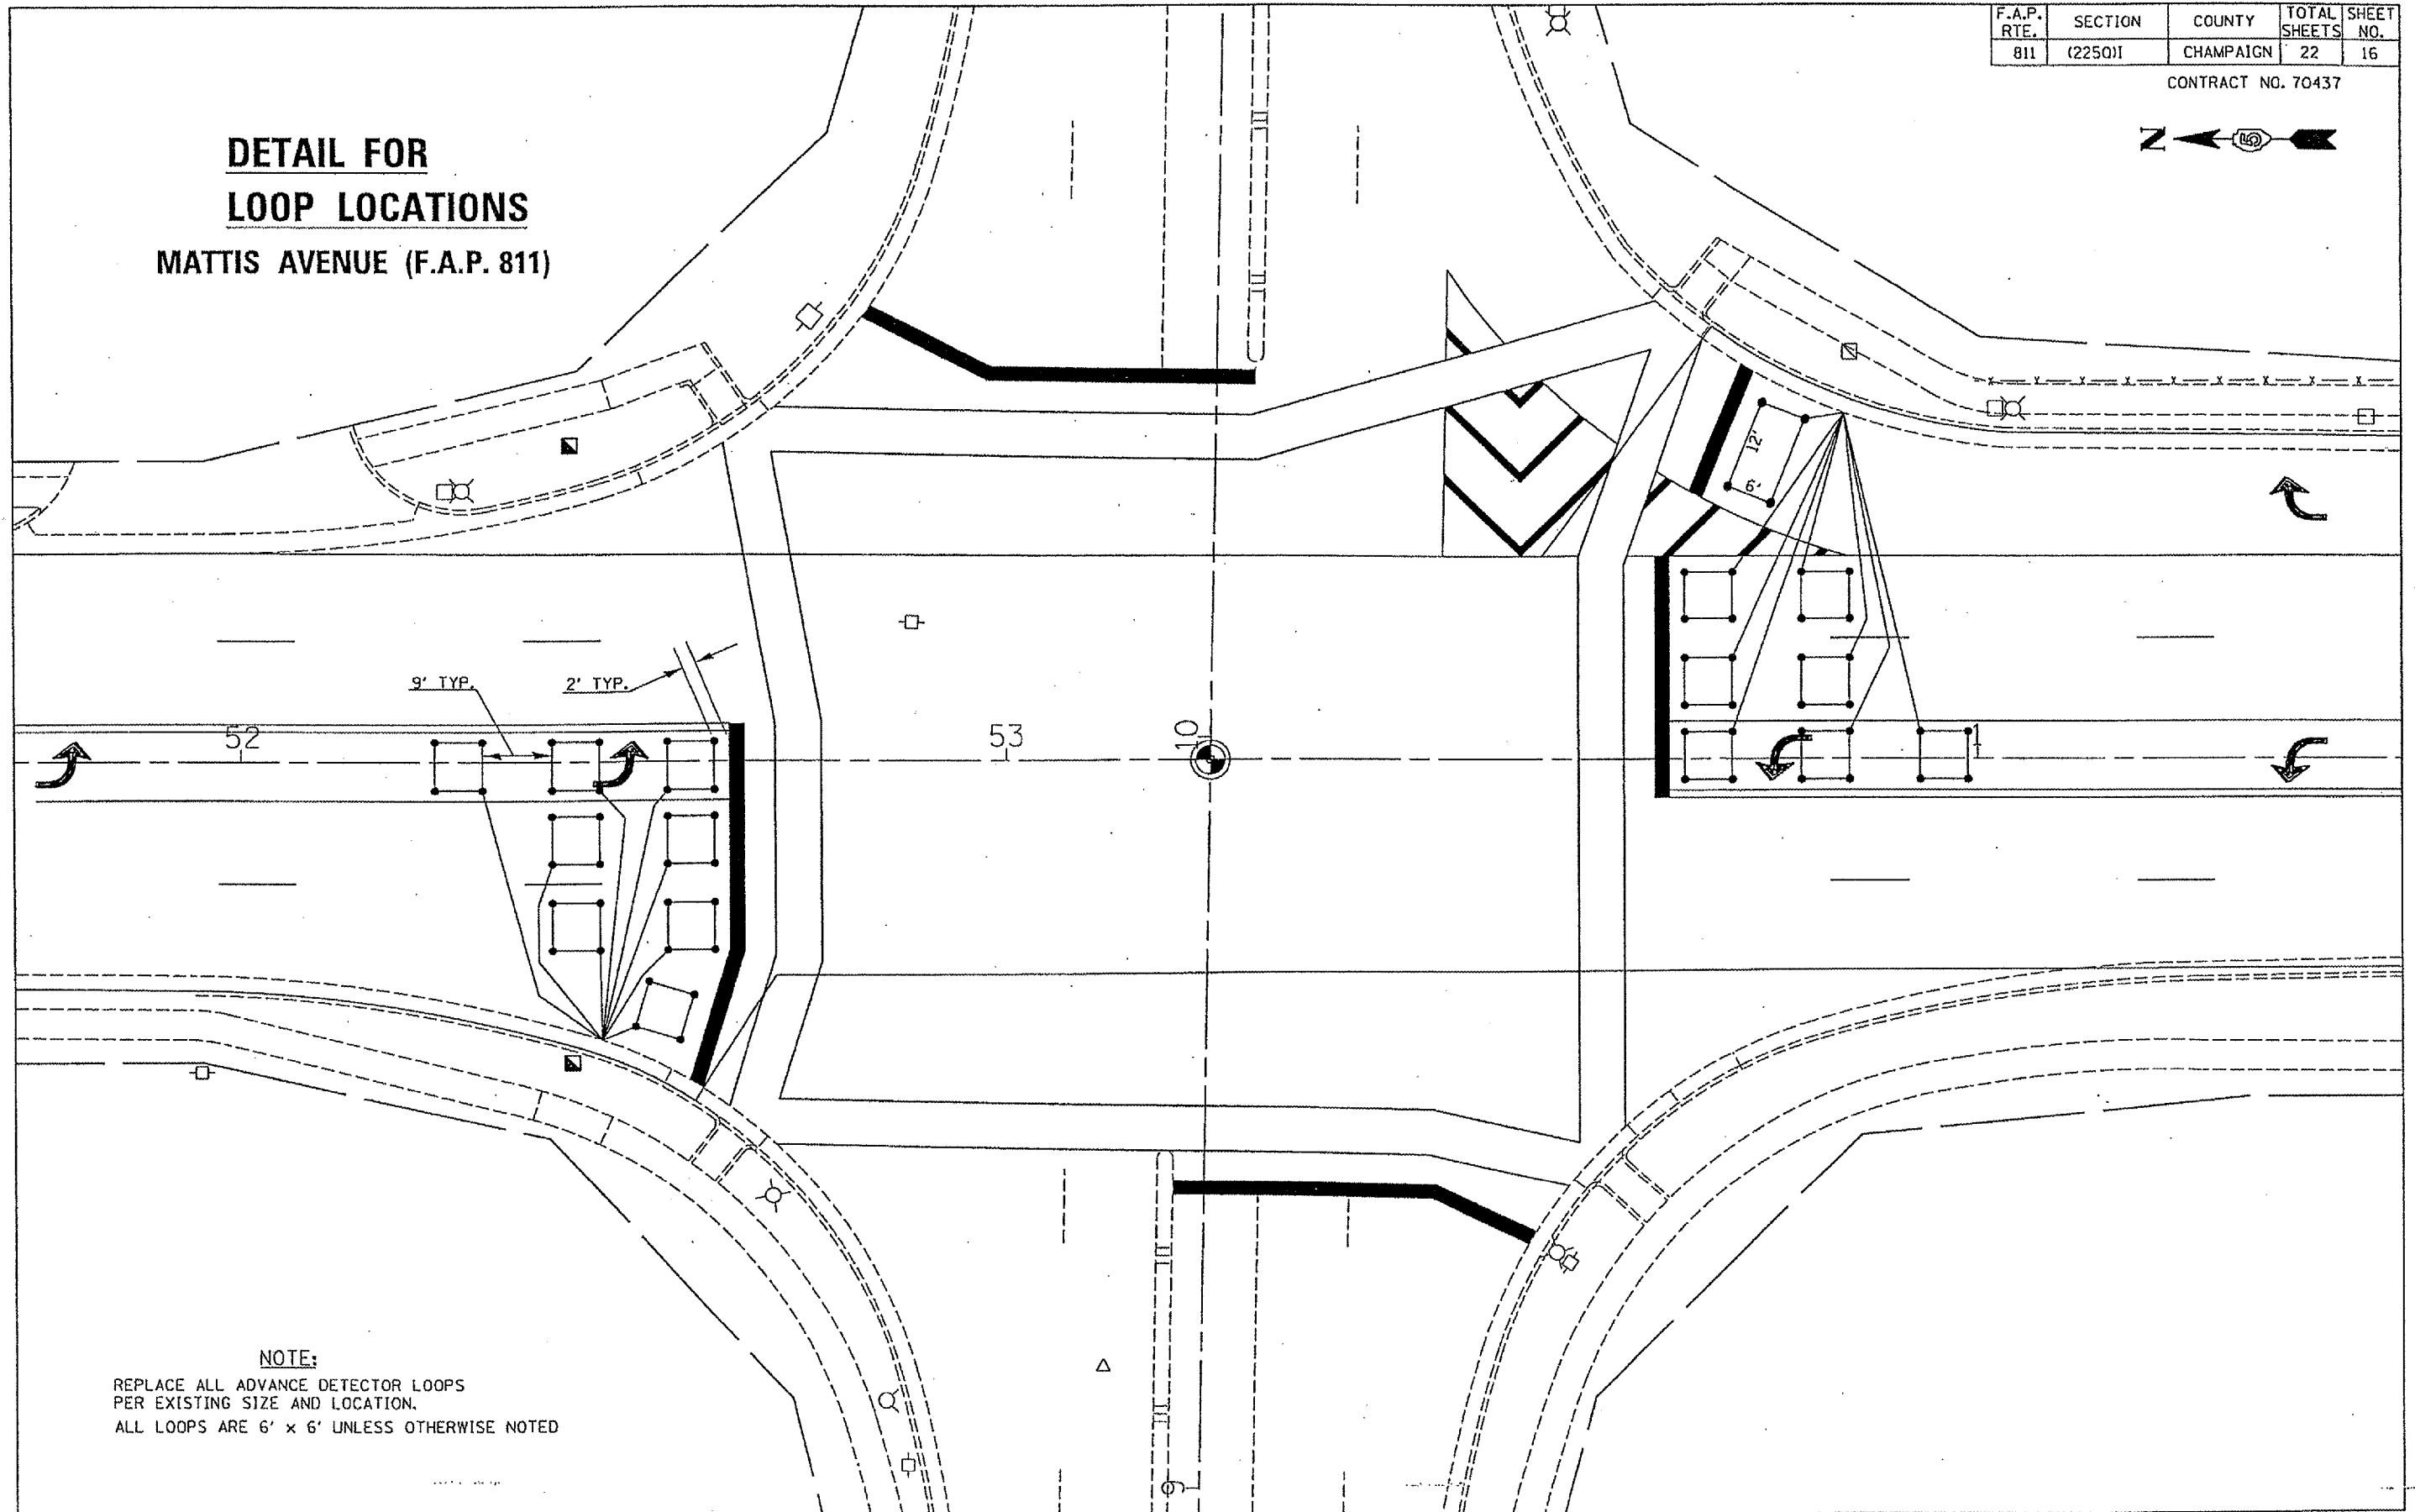 F.A.P. RTE. SECTION COUNTY TOTAL SHEETS SHEET NO.
811 (225Q)I CHAMPAIGN 22 16
CONTRACT NO. 70437
N
DETAIL FOR
LOOP LOCATIONS
MATTIS AVENUE (F.A.P. 811)
12'
6'
9' TYP.
2' TYP.
52
53
10
1
9
NOTE:
REPLACE ALL ADVANCE DETECTOR LOOPS
PER EXISTING SIZE AND LOCATION.
ALL LOOPS ARE 6' x 6' UNLESS OTHERWISE NOTED